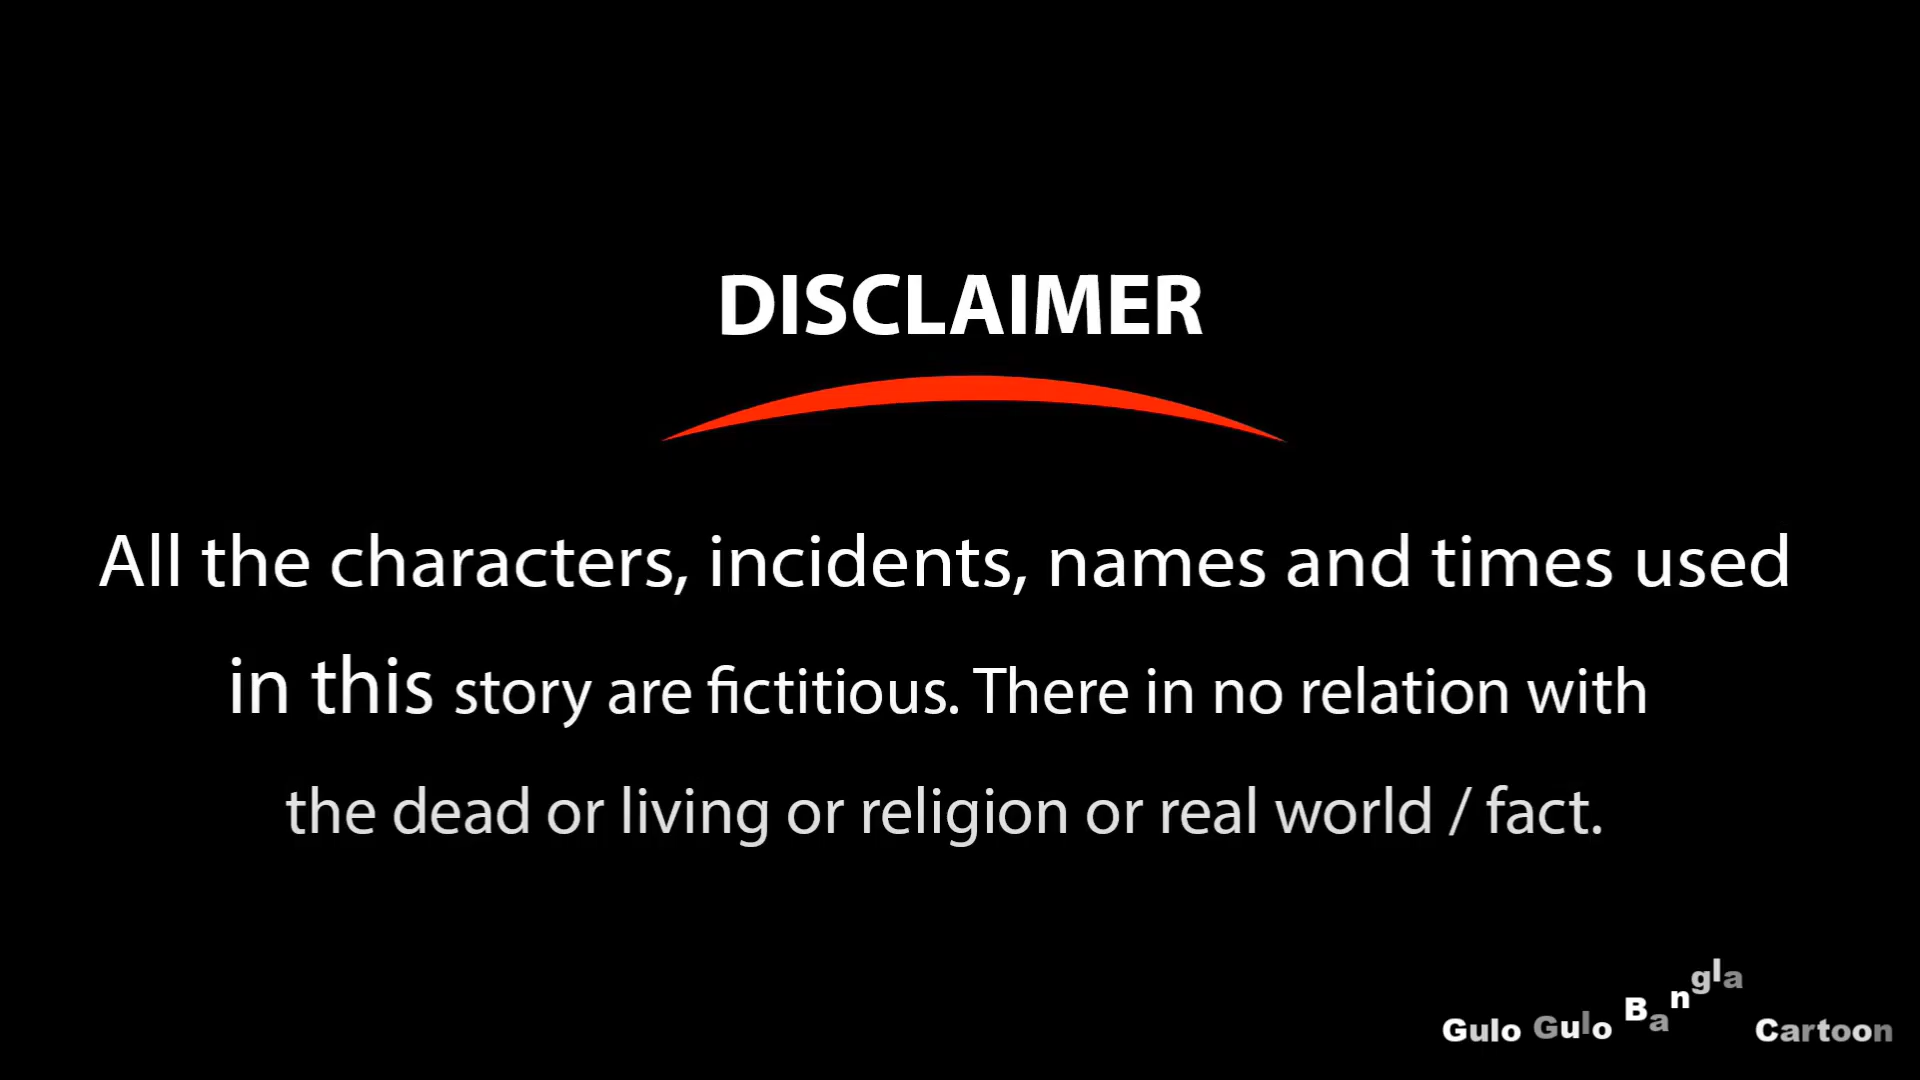 DISCLAIMER
All the characters, incidents, names and times used
in this story are fictitious. There in no relation with
the dead or living or religion or real world / fact.
Gulo Gulo Bangla Cartoon